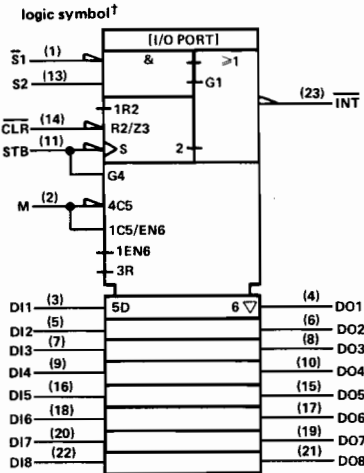 logic symbol†
[I/O PORT]
S̅1̅ (1) & ⩾1
S2 (13) G1
1R2 (23) I̅N̅T̅
C̅L̅R̅ (14) R2/Z3
STB (11) S 2
G4
M (2) 4C5
1C5/EN6
1EN6
3R
DI1 (3) 5D 6 ▽ (4) DO1
DI2 (5) (6) DO2
DI3 (7) (8) DO3
DI4 (9) (10) DO4
DI5 (16) (15) DO5
DI6 (18) (17) DO6
DI7 (20) (19) DO7
DI8 (22) (21) DO8